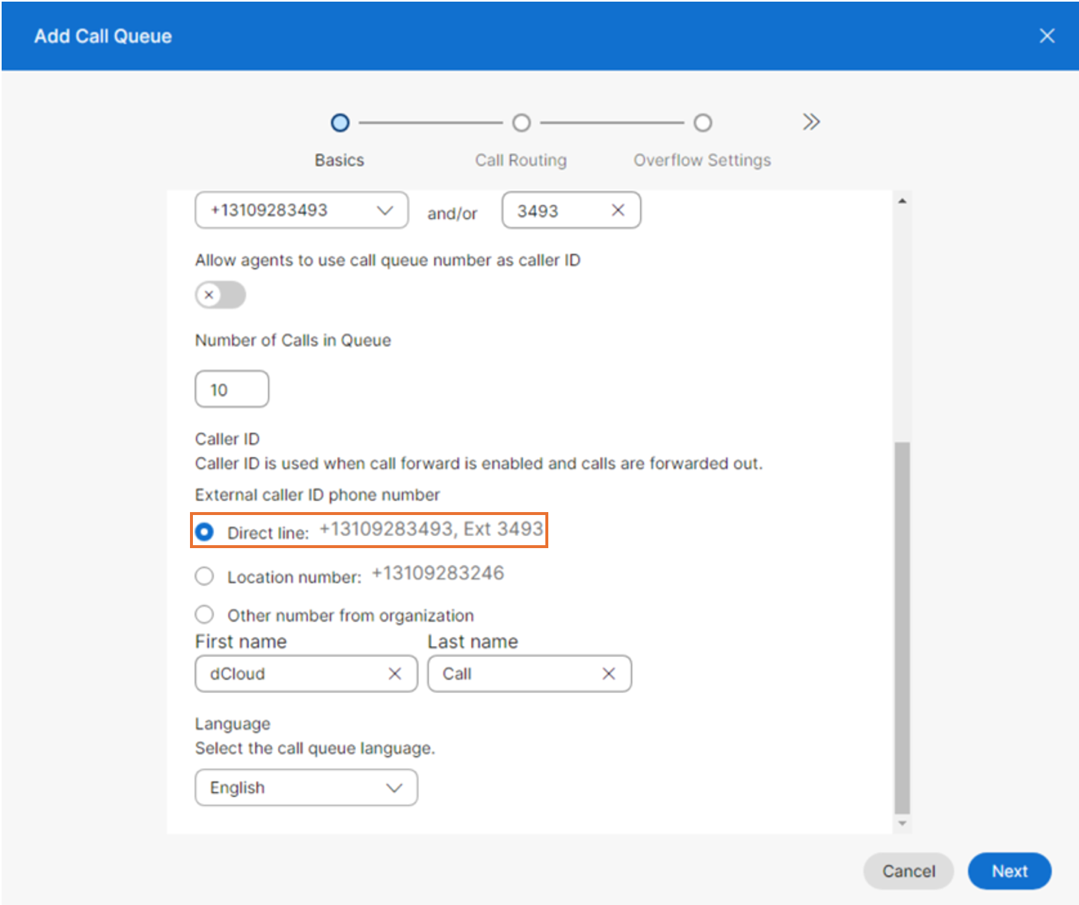 Add Call Queue
Basics
Call Routing
Overflow Settings
+13109283493 and/or 3493
Allow agents to use call queue number as caller ID
Number of Calls in Queue
10
Caller ID
Caller ID is used when call forward is enabled and calls are forwarded out.
External caller ID phone number
Direct line: +13109283493, Ext 3493
Location number: +13109283246
Other number from organization
First name Last name
dCloud Call
Language
Select the call queue language.
English
Cancel Next